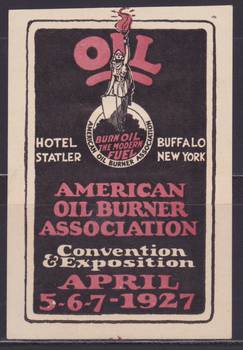 OIL
AMERICAN OIL BURNER ASSOCIATION
BURN OIL
THE MODERN
FUEL
HOTEL
STATLER
BUFFALO
NEW YORK
AMERICAN
OIL BURNER
ASSOCIATION
Convention
& Exposition
APRIL
5-6-7-1927